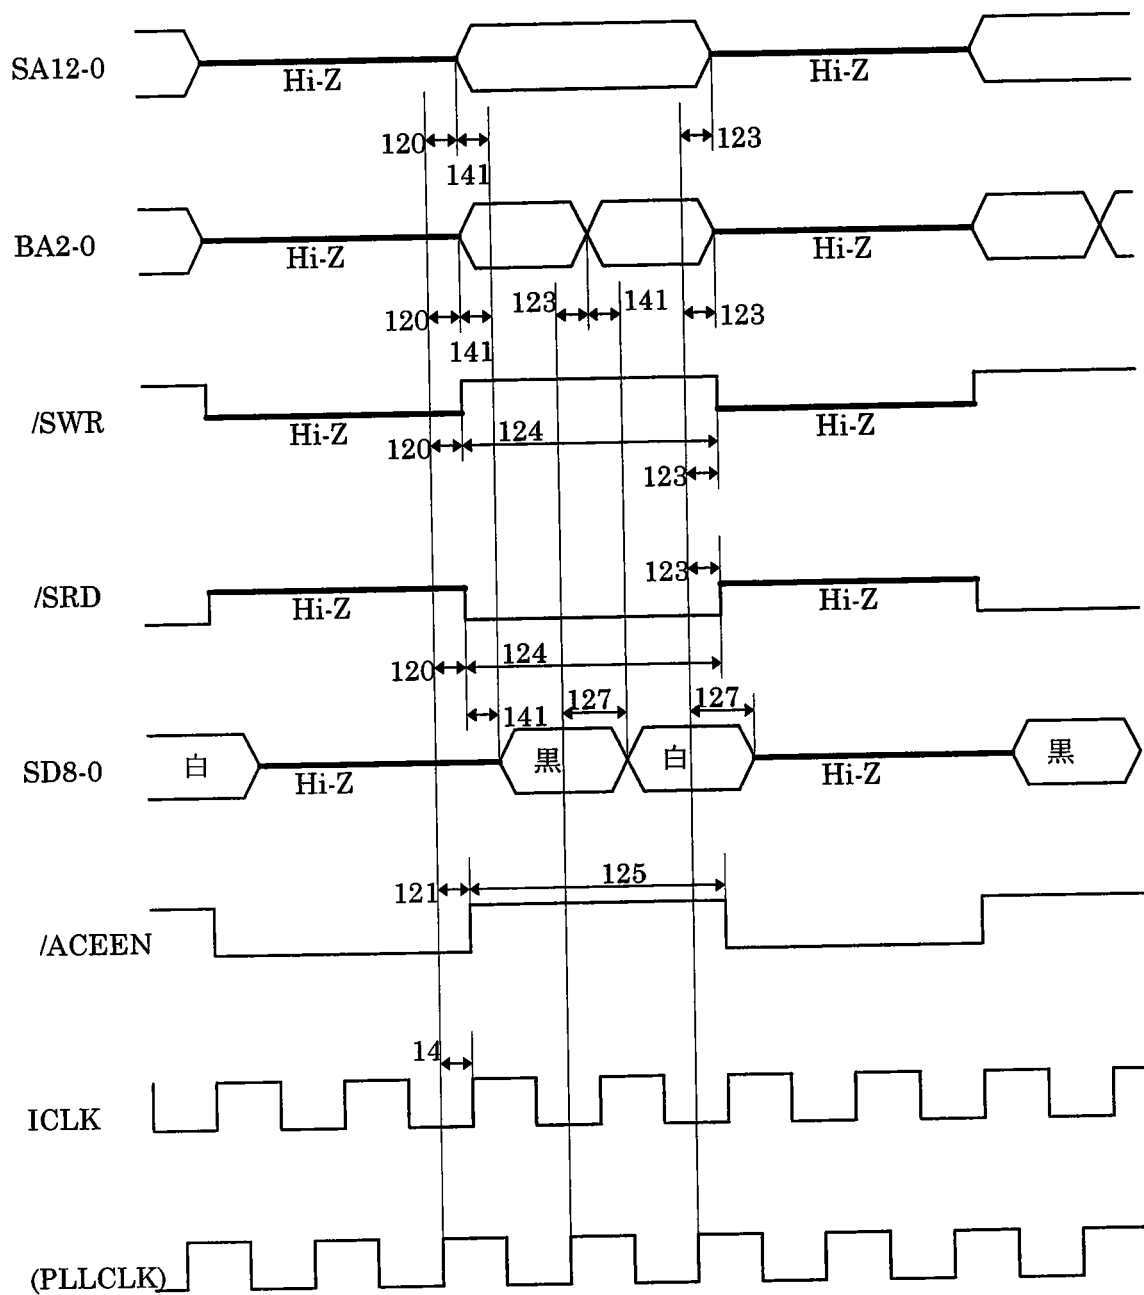 SA12-0
Hi-Z
Hi-Z
120
141
123
BA2-0
Hi-Z
Hi-Z
120
141
123
141
123
/SWR
Hi-Z
Hi-Z
120
124
123
/SRD
Hi-Z
Hi-Z
123
120
124
141
127
127
SD8-0
白
Hi-Z
黒
白
Hi-Z
黒
121
125
/ACEEN
14
ICLK
(PLLCLK)